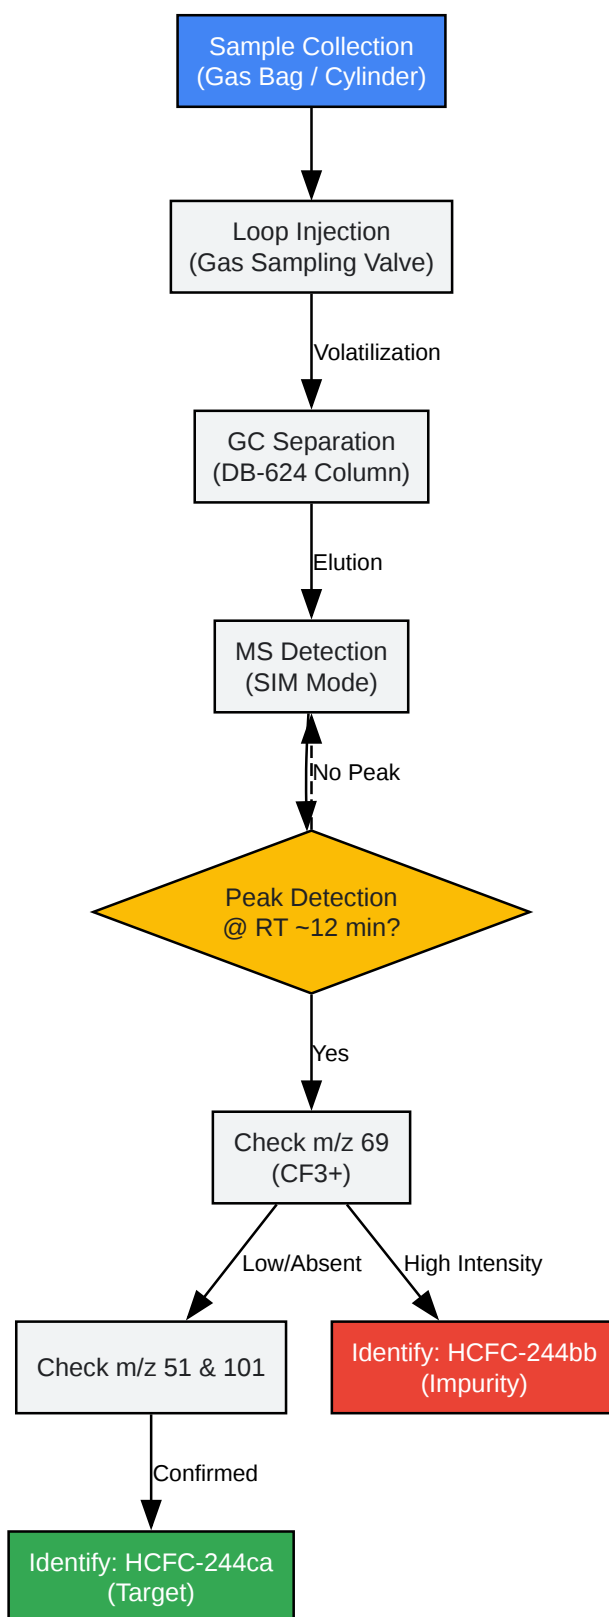 Sample Collection
(Gas Bag / Cylinder)
Loop Injection
(Gas Sampling Valve)
Volatilization
GC Separation
(DB-624 Column)
Elution
MS Detection
(SIM Mode)
No Peak
Peak Detection
@ RT ~12 min?
Yes
Check m/z 69
(CF3+)
Low/Absent
High Intensity
Check m/z 51 & 101
Identify: HCFC-244bb
(Impurity)
Confirmed
Identify: HCFC-244ca
(Target)